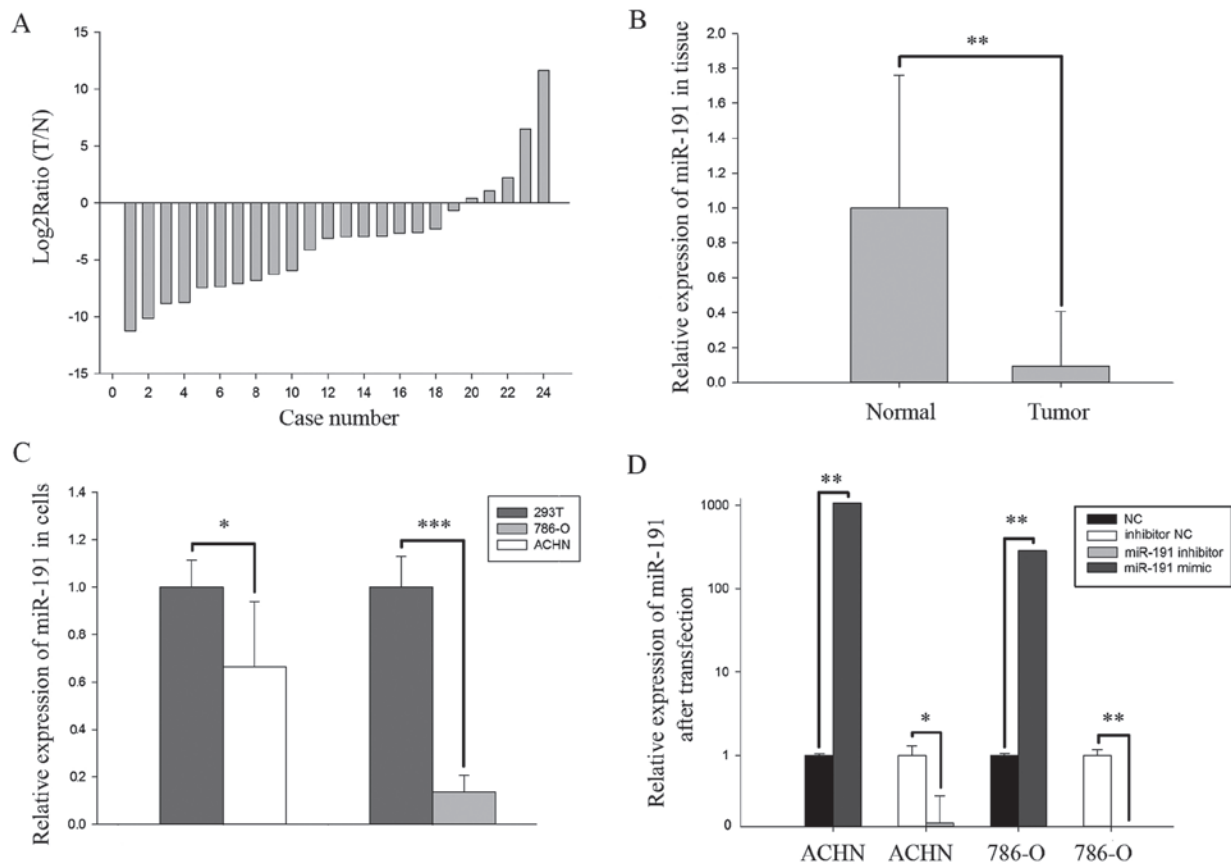 A
Log2Ratio (T/N)
15
10
5
0
-5
-10
-15
0 2 4 6 8 10 12 14 16 18 20 22 24
Case number
B
Relative expression of miR-191 in tissue
2.0
1.8
1.6
1.4
1.2
1.0
0.8
0.6
0.4
0.2
0.0
**
Normal Tumor
C
Relative expression of miR-191 in cells
1.4
1.2
1.0
0.8
0.6
0.4
0.2
0.0
*
***
293T
786-O
ACHN
D
Relative expression of miR-191
after transfection
1000
100
10
1
0
**
*
**
**
NC
inhibitor NC
miR-191 inhibitor
miR-191 mimic
ACHN ACHN 786-O 786-O